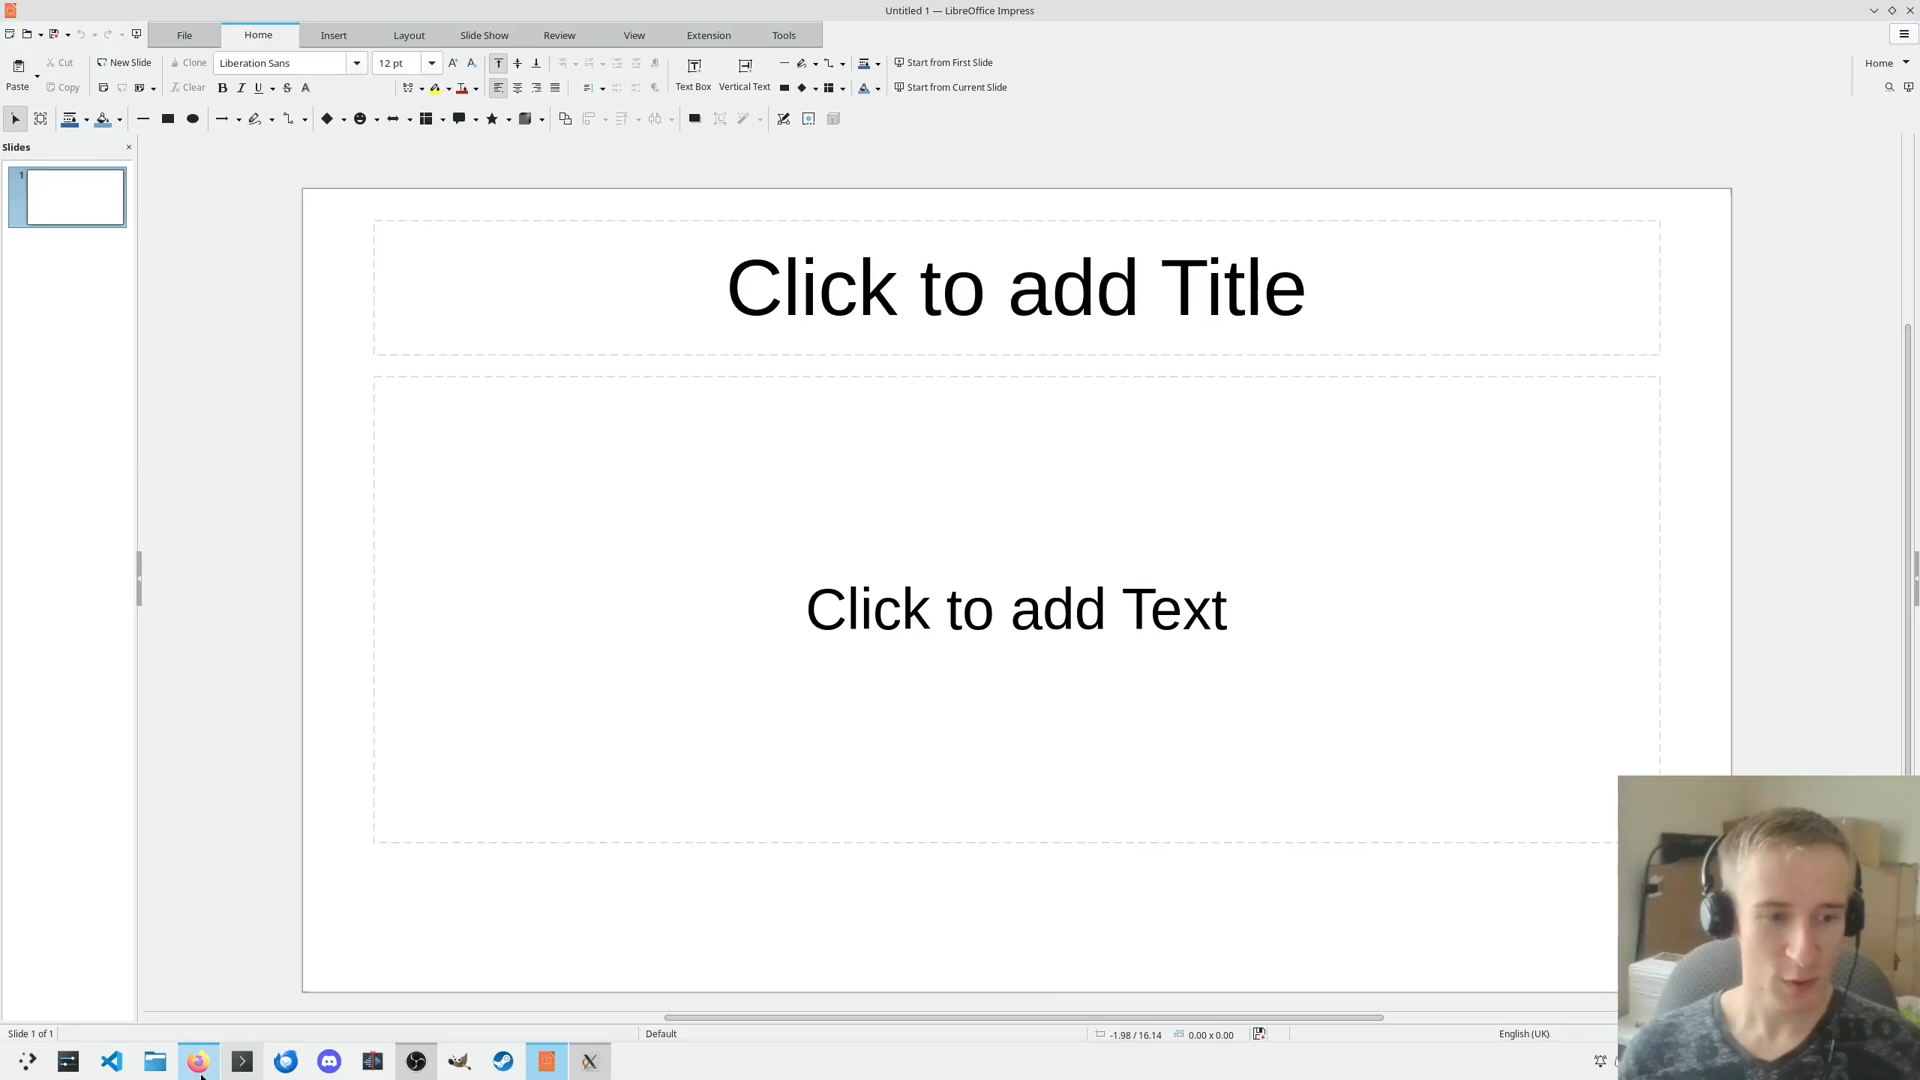 Untitled 1 — LibreOffice Impress
File
Home
Insert
Layout
Slide Show
Review
View
Extension
Tools
Paste
Cut
Copy
New Slide
Clone
Clear
Liberation Sans
12 pt
Text Box
Vertical Text
Start from First Slide
Start from Current Slide
Home
Slides
1
Click to add Title
Click to add Text
Slide 1 of 1
Default
-1.98 / 16.14
0.00 x 0.00
English (UK)